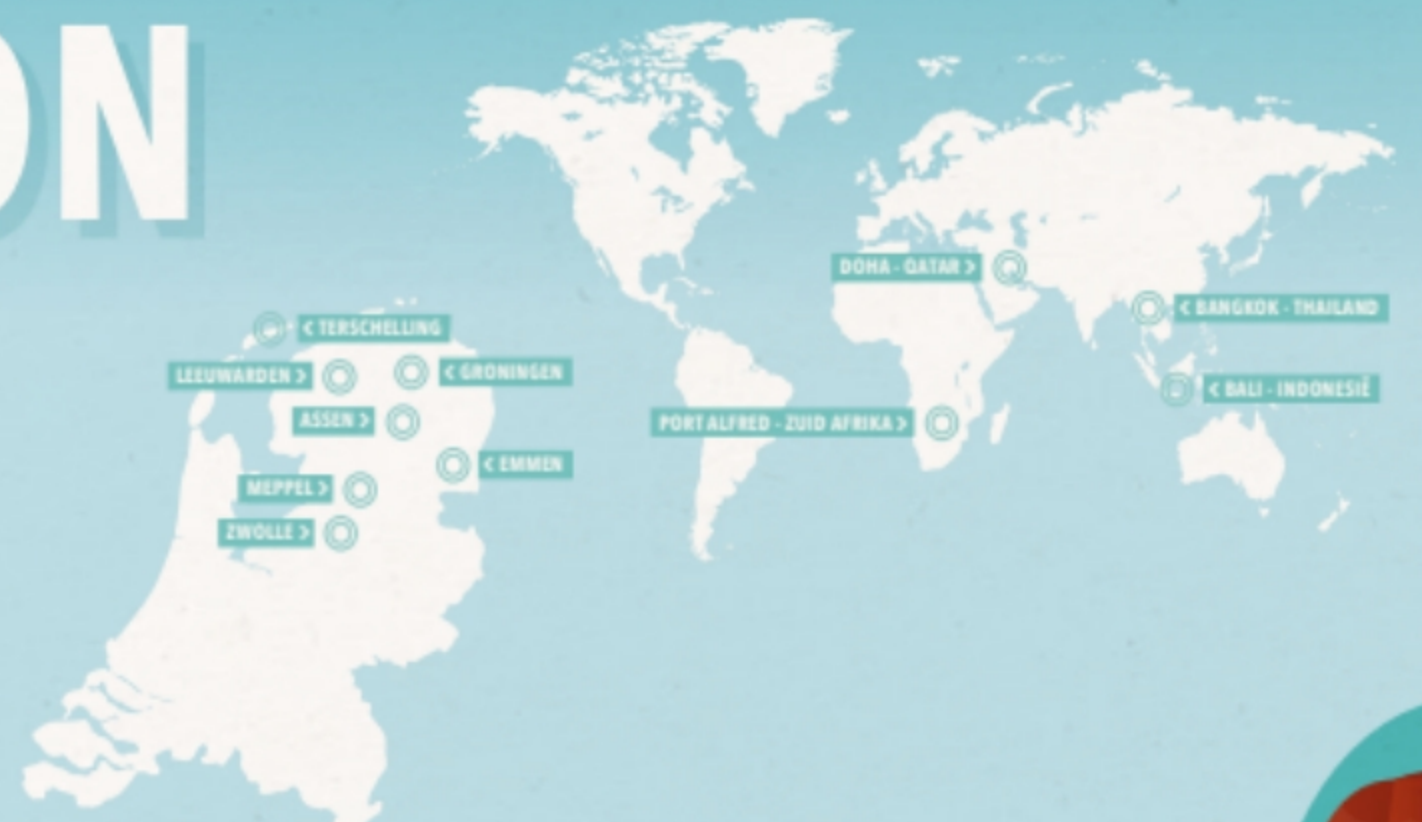 ON
< TERSCHELLING
LEEUWARDEN >
< GRONINGEN
ASSEN >
< EMMEN
MEPPEL >
ZWOLLE >
DOHA - QATAR >
< BANGKOK - THAILAND
< BALI - INDONESIË
PORT ALFRED - ZUID AFRIKA >